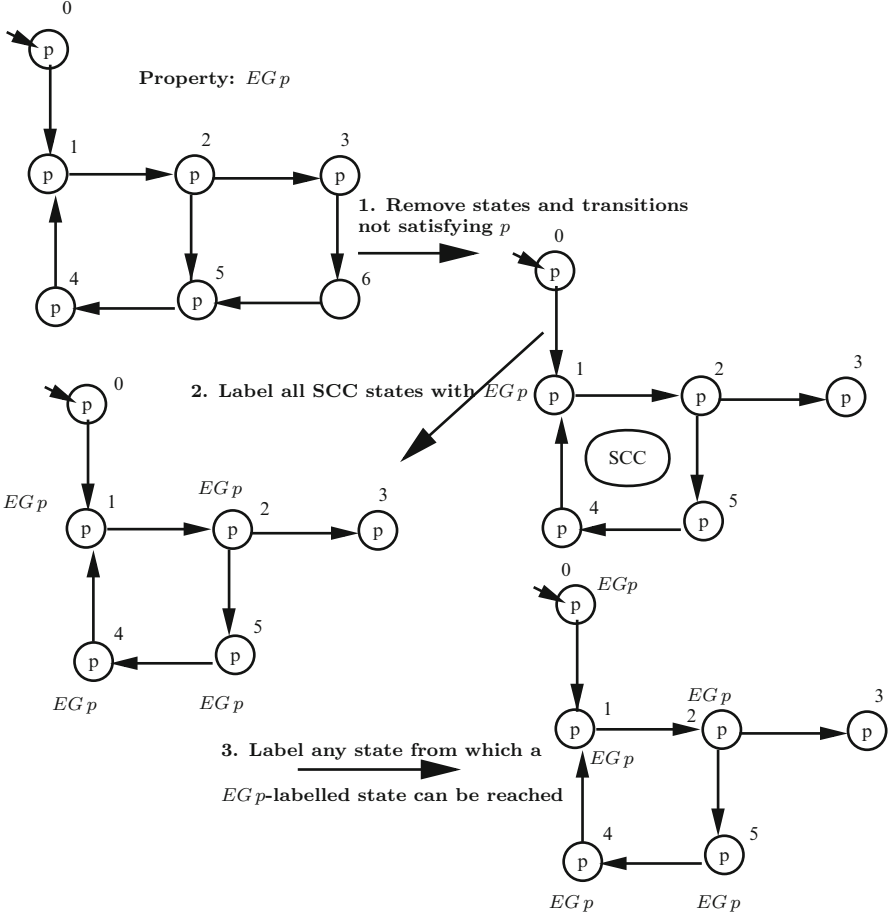 0
p
Property: EG p
1
2
3
p
p
p
1. Remove states and transitions
not satisfying p
4
5
6
p
p
0
p
0
p
2. Label all SCC states with EG p
1
2
3
p
p
p
SCC
4
5
p
p
EG p
1
EG p
2
3
p
p
p
4
5
p
p
EG p
EG p
0
EGp
p
1
EG p
2
3
p
p
p
EG p
3. Label any state from which a
EG p-labelled state can be reached
4
5
p
p
EG p
EG p